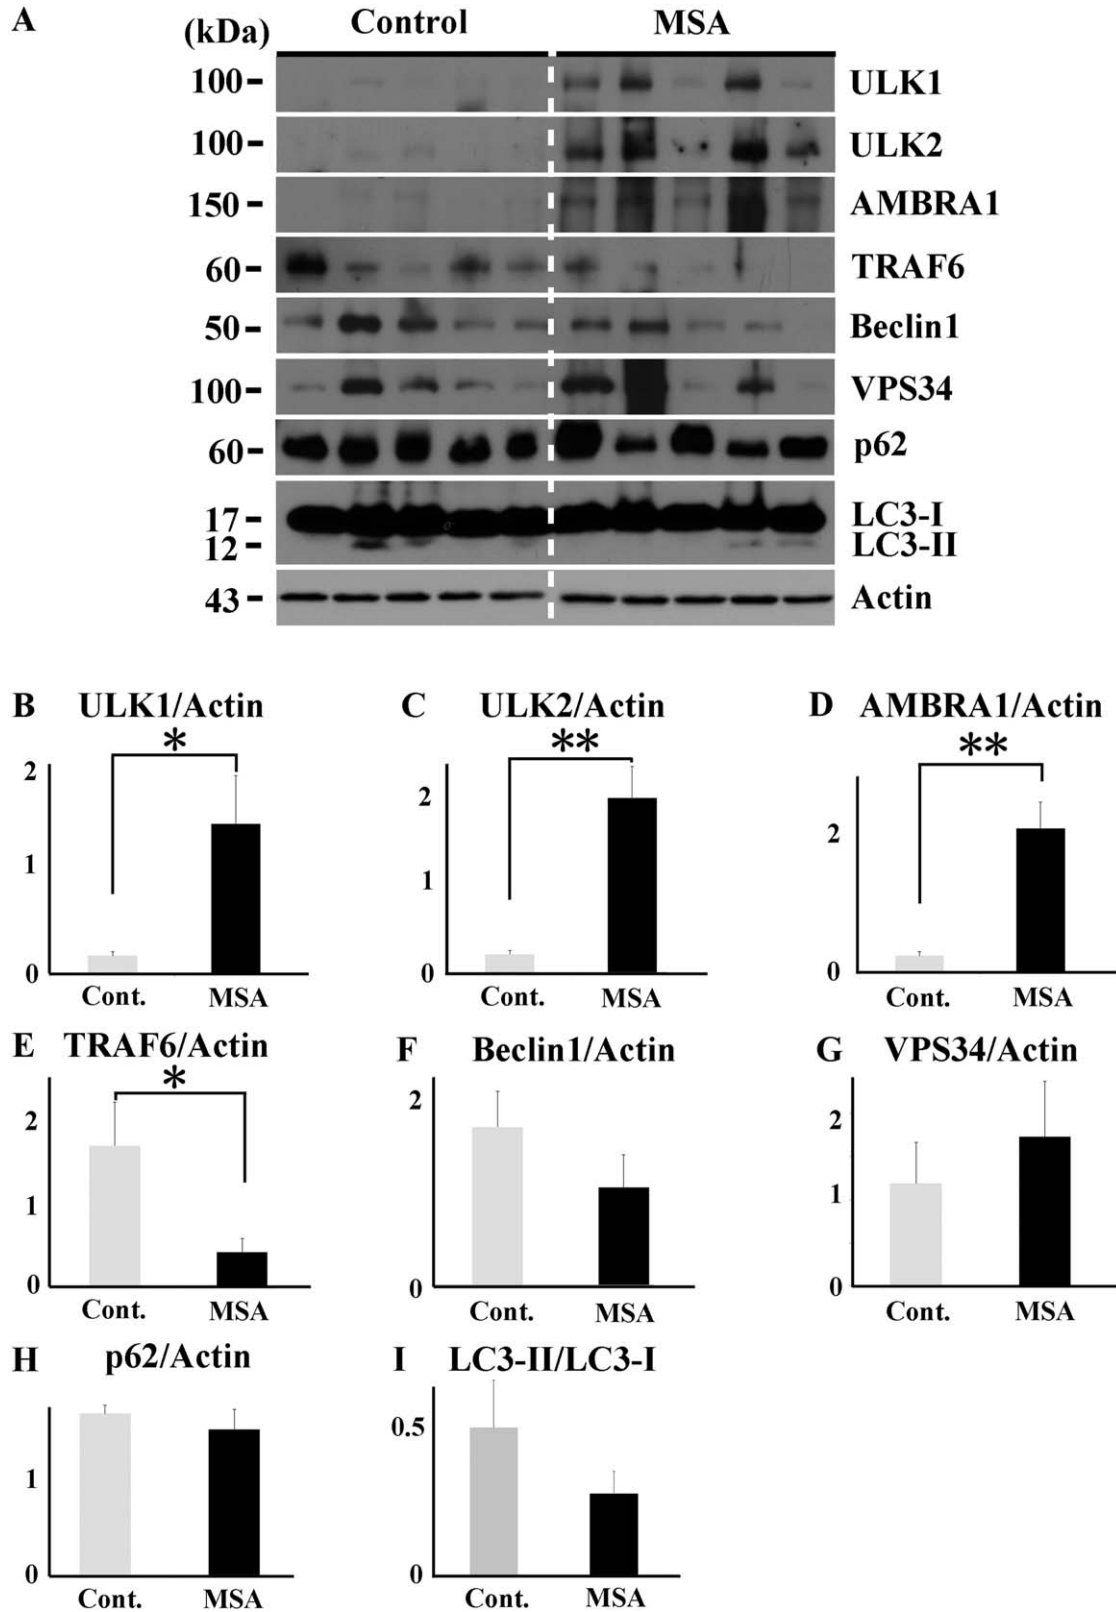 A
(kDa)
Control MSA
100 – ULK1
100 – ULK2
150 – AMBRA1
60 – TRAF6
50 – Beclin1
100 – VPS34
60 – p62
17 – LC3-I
12 – LC3-II
43 – Actin
B ULK1/Actin
*
2
1
0
Cont. MSA
C ULK2/Actin
**
2
1
0
Cont. MSA
D AMBRA1/Actin
**
2
0
Cont. MSA
E TRAF6/Actin
*
2
1
0
Cont. MSA
F Beclin1/Actin
2
0
Cont. MSA
G VPS34/Actin
2
1
0
Cont. MSA
H p62/Actin
1
0
Cont. MSA
I LC3-II/LC3-I
0.5
0
Cont. MSA